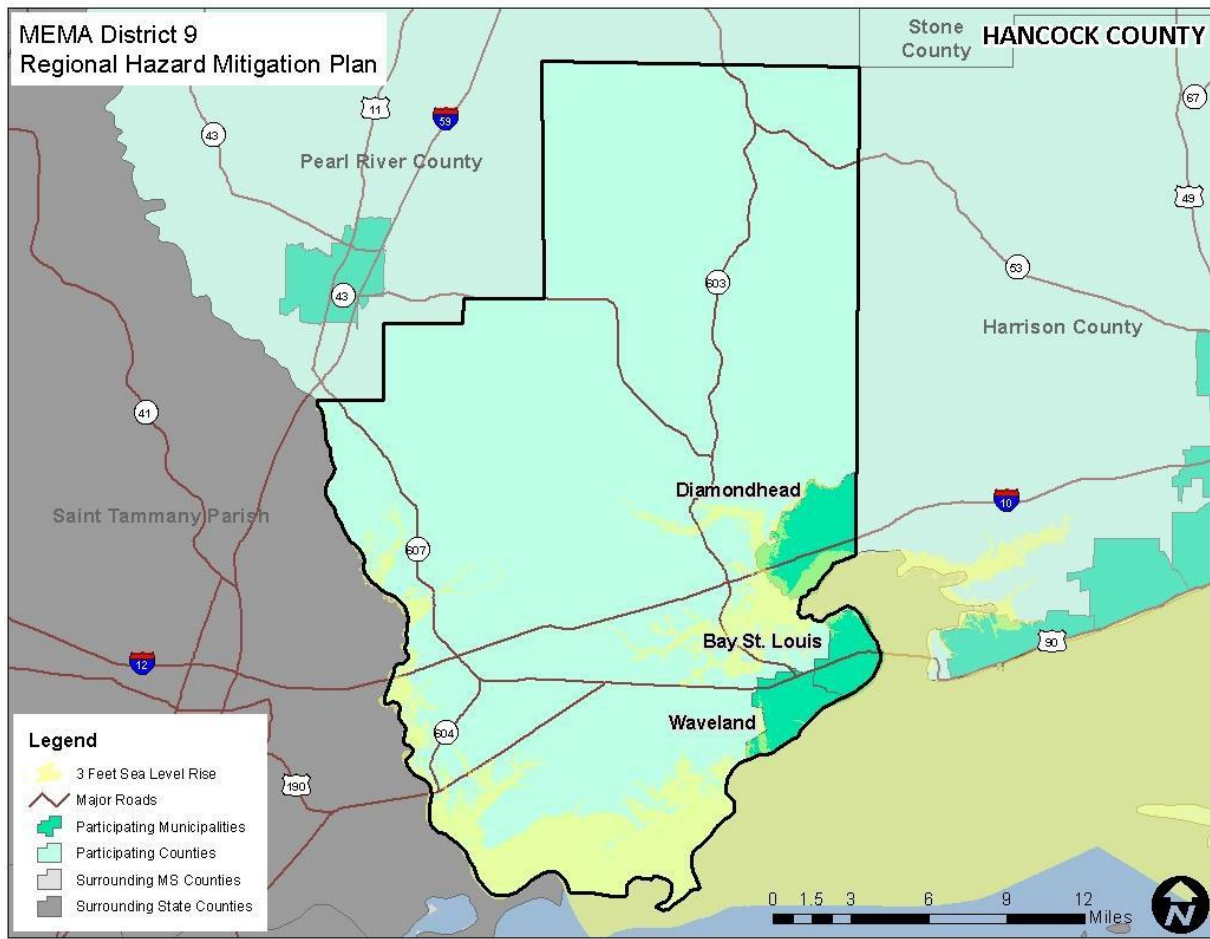 MEMA District 9
Regional Hazard Mitigation Plan
Stone
County
HANCOCK COUNTY
67
11
43
59
Pearl River County
49
603
53
43
Harrison County
41
Diamondhead
10
Saint Tammany Parish
607
Bay St. Louis
90
12
Waveland
604
190
Legend
3 Feet Sea Level Rise
Major Roads
Participating Municipalities
Participating Counties
Surrounding MS Counties
Surrounding State Counties
0 1.5 3 6 9 12
Miles
N